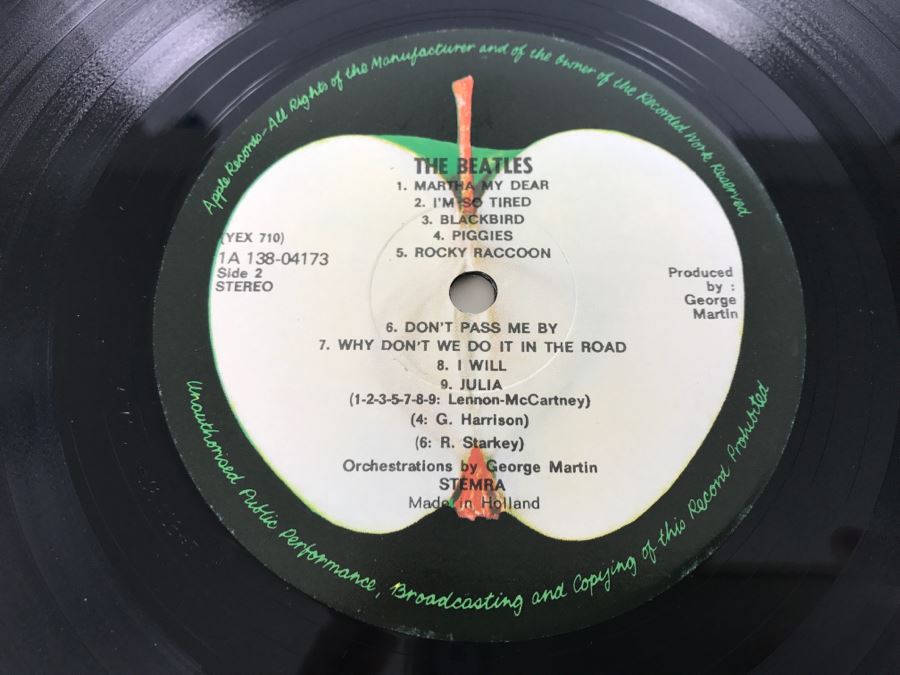 Apple Records-All Rights of the Manufacturer and of the Owner of the Recorded Work Reserved
THE BEATLES
1. MARTHA MY DEAR
2. I'M SO TIRED
3. BLACKBIRD
4. PIGGIES
5. ROCKY RACCOON
(YEX 710)
1A 138-04173
Side 2
STEREO
Produced
by :
George
Martin
6. DON'T PASS ME BY
7. WHY DON'T WE DO IT IN THE ROAD
8. I WILL
9. JULIA
(1-2-3-5-7-8-9: Lennon-McCartney)
(4: G. Harrison)
(6: R. Starkey)
Orchestrations by George Martin
STEMRA
Made in Holland
Unauthorised Public Performance, Broadcasting and Copying of this Record Prohibited